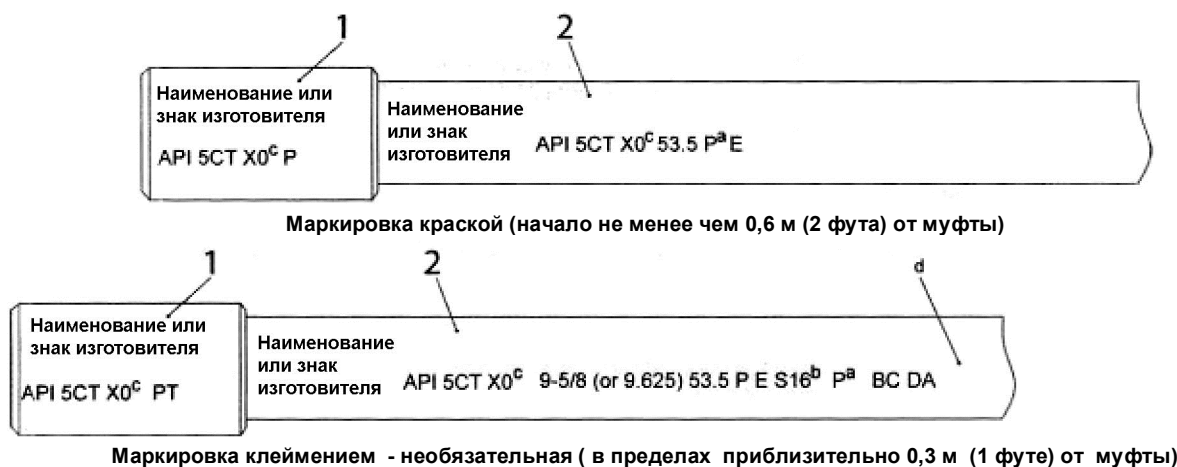 1
2
Наименование или
знак изготовителя
API 5CT X0ᶜ P
Наименование
или знак
изготовителя
API 5CT X0ᶜ 53.5 Pᵃ E
Маркировка краской (начало не менее чем 0,6 м (2 фута) от муфты)
1
2
d
Наименование или
знак изготовителя
API 5CT X0ᶜ PT
Наименование
или знак
изготовителя
API 5CT X0ᶜ 9-5/8 (or 9.625) 53.5 P E S16ᵇ Pᵃ BC DA
Маркировка клеймением - необязательная ( в пределах приблизительно 0,3 м (1 футе) от муфты)